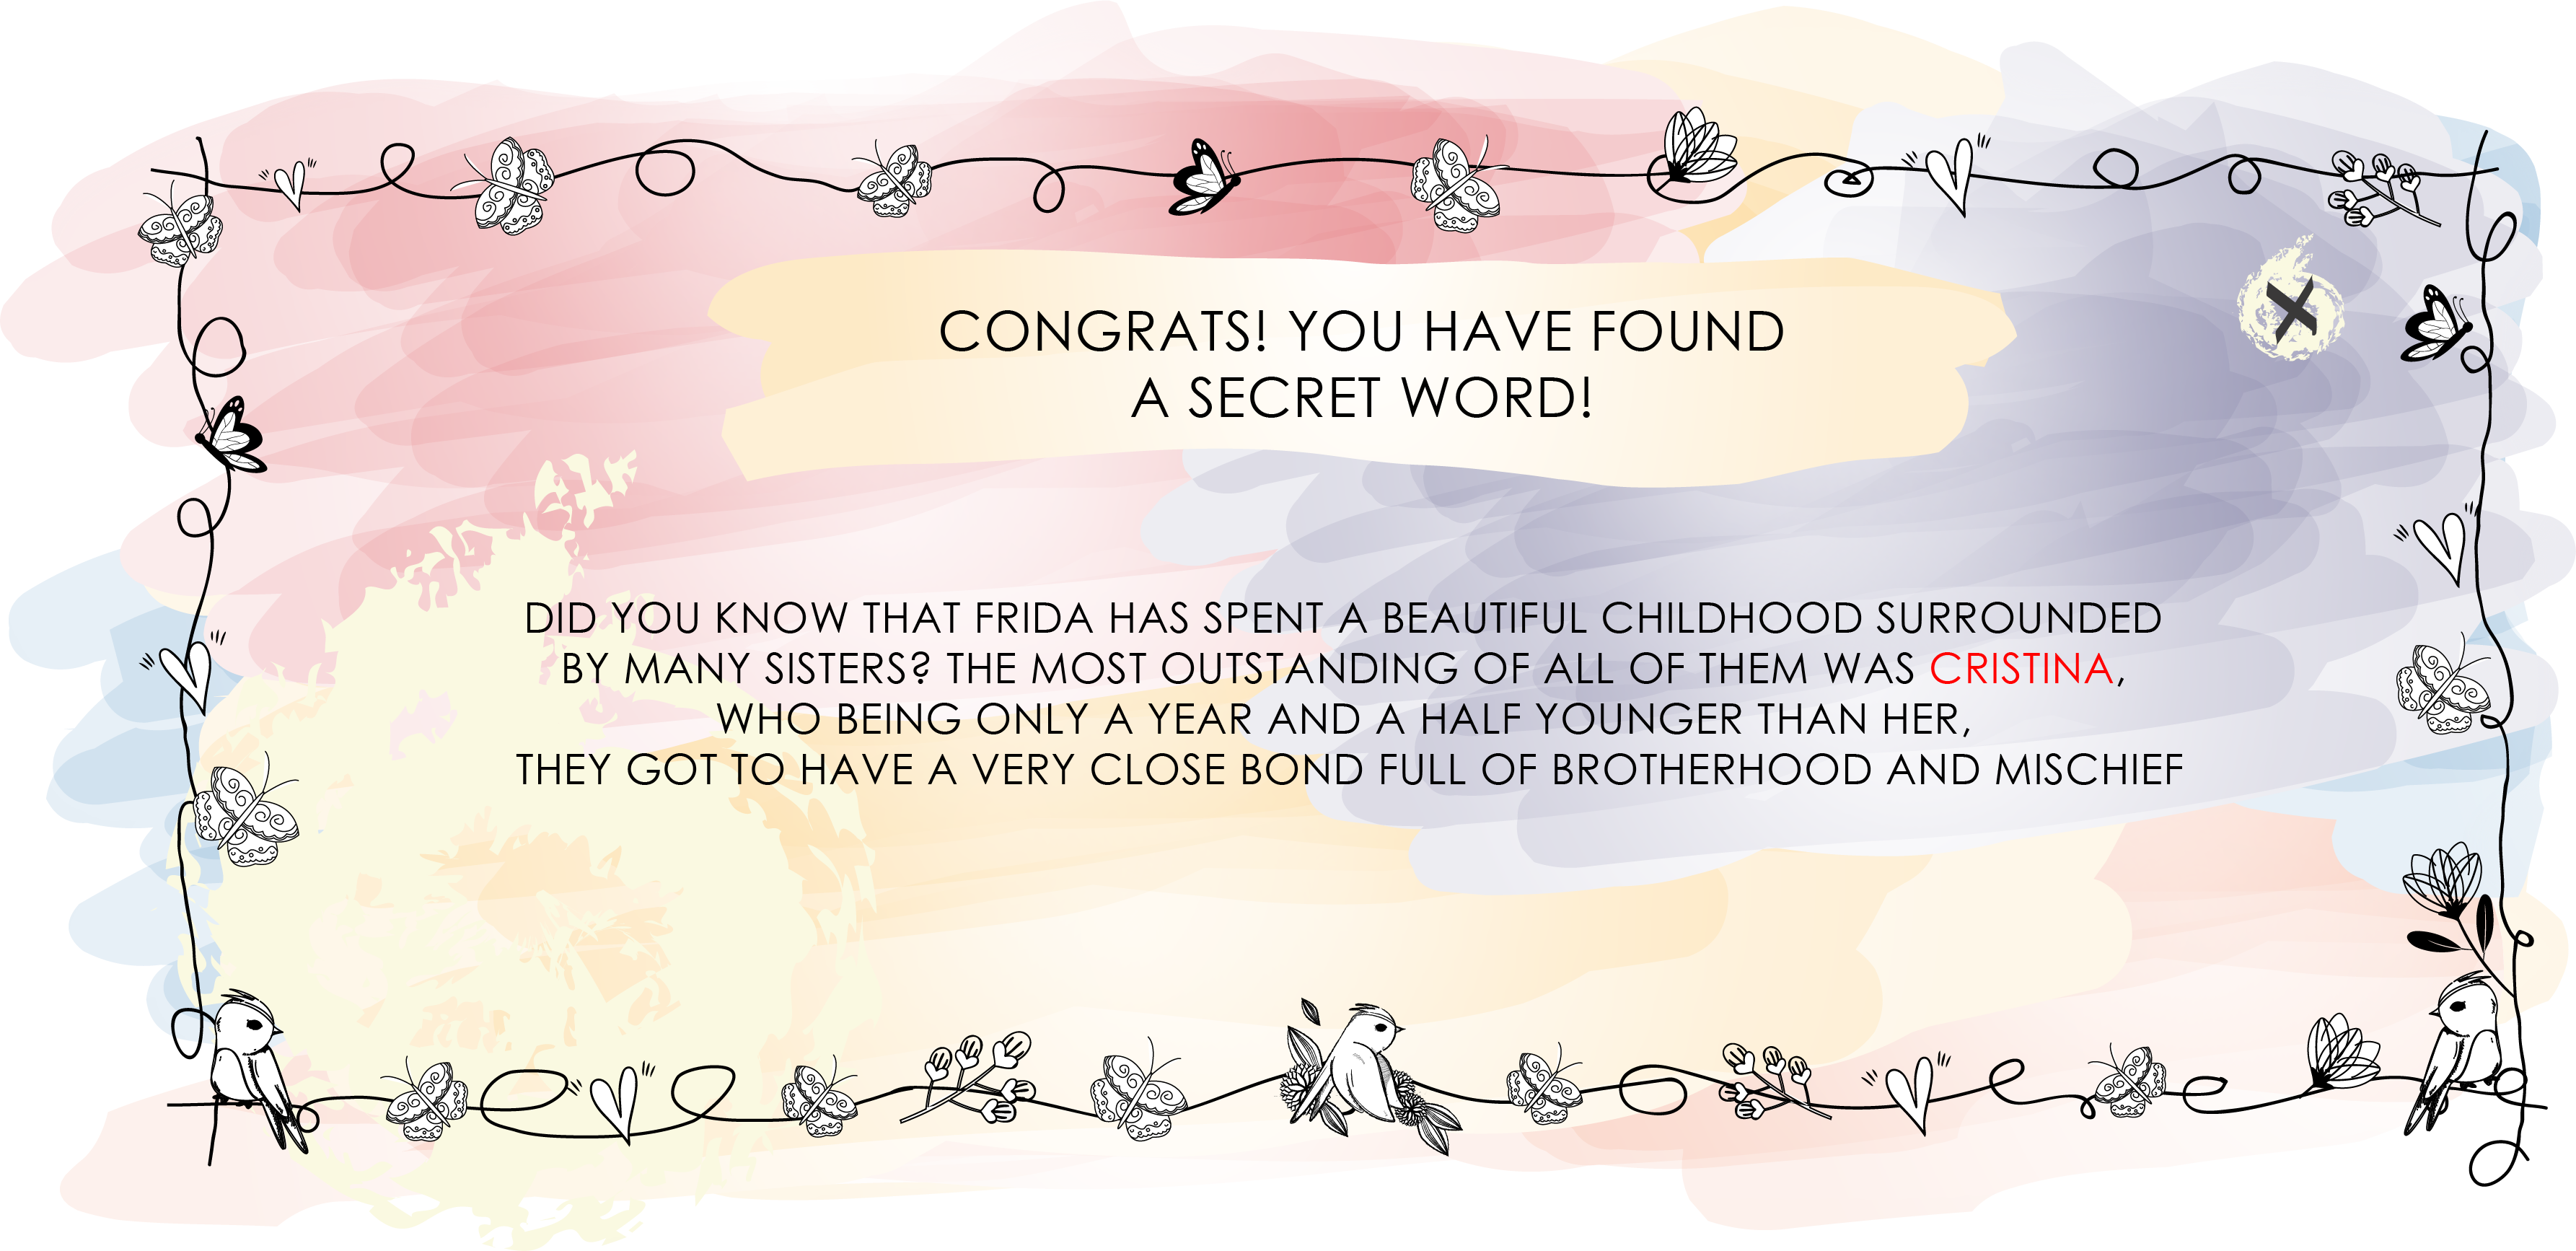 CONGRATS! YOU HAVE FOUND
A SECRET WORD!
DID YOU KNOW THAT FRIDA HAS SPENT A BEAUTIFUL CHILDHOOD SURROUNDED
BY MANY SISTERS? THE MOST OUTSTANDING OF ALL OF THEM WAS CRISTINA,
WHO BEING ONLY A YEAR AND A HALF YOUNGER THAN HER,
THEY GOT TO HAVE A VERY CLOSE BOND FULL OF BROTHERHOOD AND MISCHIEF